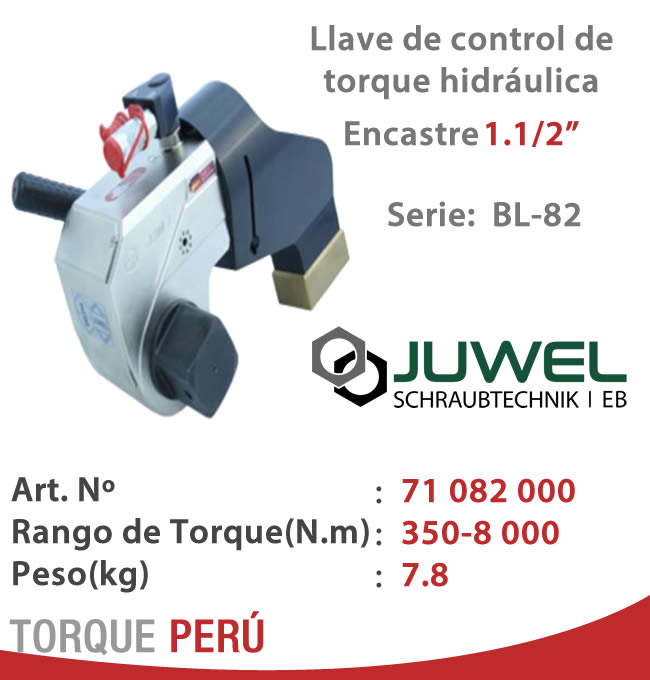 Llave de control de
torque hidráulica
Encastre 1.1/2”
Serie: BL-82
JUWEL
SCHRAUBTECHNIK | EB
Art. Nº : 71 082 000
Rango de Torque(N.m) : 350-8 000
Peso(kg) : 7.8
TORQUE PERÚ